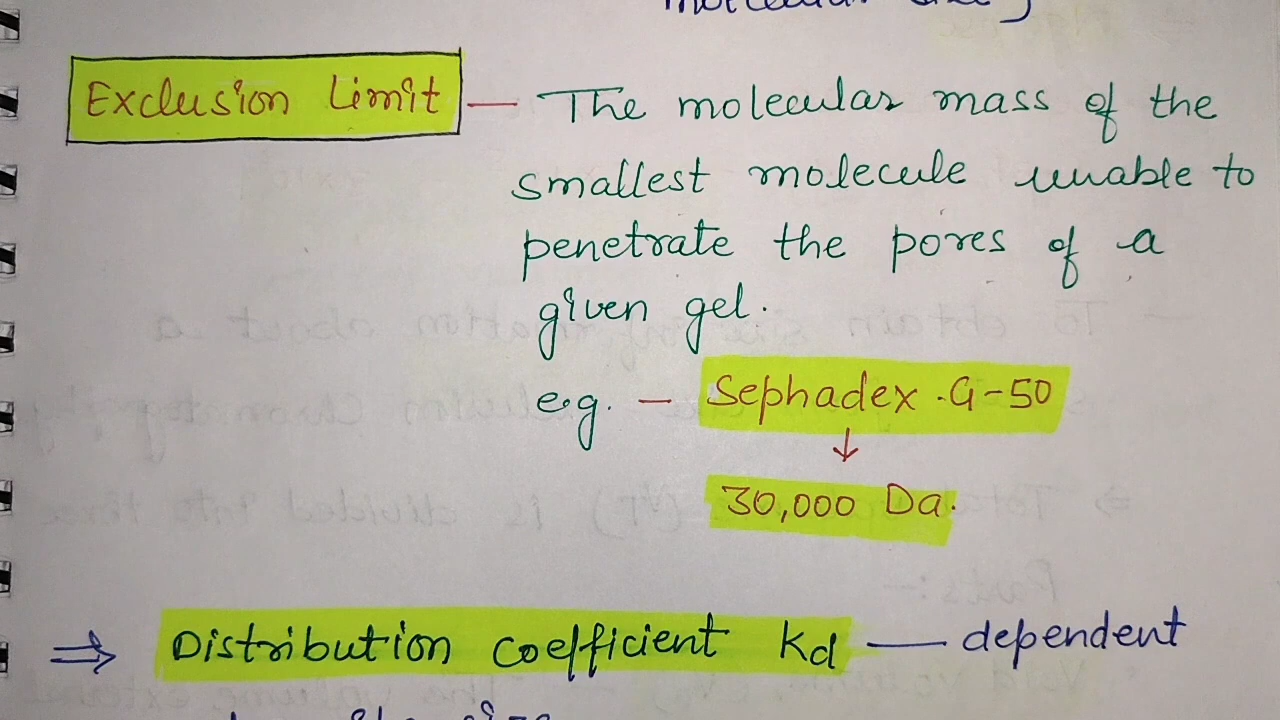 Exclusion Limit — The molecular mass of the
smallest molecule unable to
penetrate the pores of a
given gel.
e.g. — Sephadex G-50
↓
30,000 Da.
⇒ Distribution coefficient Kd — dependent